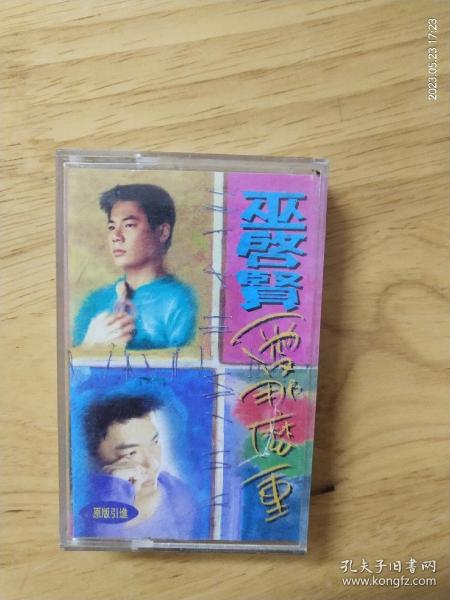 2023.05.23 17:23
巫啓賢
愛那麼重
原版引進
孔夫子旧书网
www.kongfz.com